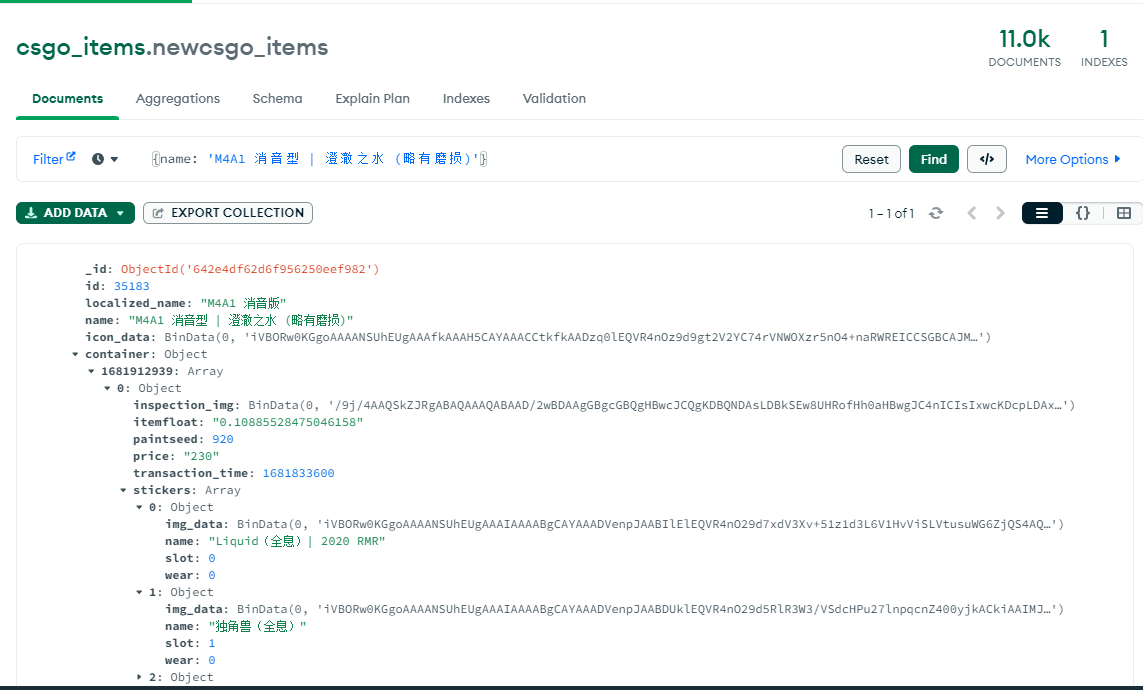 csgo_items.newcsgo_items
11.0k
DOCUMENTS
1
INDEXES
Documents Aggregations Schema Explain Plan Indexes Validation
Filter {name: 'M4A1 消音型 | 澄澈之水 (略有磨损)'} Reset Find </> More Options
ADD DATA EXPORT COLLECTION 1 – 1 of 1 {}
_id: ObjectId('642e4df62d6f956250eef982')
id: 35183
localized_name: "M4A1 消音版"
name: "M4A1 消音型 | 澄澈之水 (略有磨损)"
icon_data: BinData(0, 'iVBORw0KGgoAAAANSUhEUgAAAfkAAAH5CAYAAACCtkfkAADzq0lEQVR4nOz9d9gt2V2YC74rVNWOXzr5nO4+naRWREICCSGBCAJM…')
container: Object
1681912939: Array
0: Object
inspection_img: BinData(0, '/9j/4AAQSkZJRgABAQAAAQABAAD/2wBDAAgGBgcGBQgHBwcJCQgKDBQNDAsLDBkSEw8UHRofHh0aHBwgJC4nICIsIxwcKDcpLDAx…')
itemfloat: "0.10885528475046158"
paintseed: 920
price: "230"
transaction_time: 1681833600
stickers: Array
0: Object
img_data: BinData(0, 'iVBORw0KGgoAAAANSUhEUgAAAIAAAABgCAYAAADVenpJAABIlElEQVR4nO29d7xdV3Xv+51z1d3L6V1HvViSLVtusuWG6ZjQS4AQ…')
name: "Liquid（全息）| 2020 RMR"
slot: 0
wear: 0
1: Object
img_data: BinData(0, 'iVBORw0KGgoAAAANSUhEUgAAAIAAAABgCAYAAADVenpJAABDUklEQVR4nO29d5RlR3W3/VSdcHPu27lnpqcnZ400yjkACkiAAIMJ…')
name: "独角兽（全息）"
slot: 1
wear: 0
2: Object